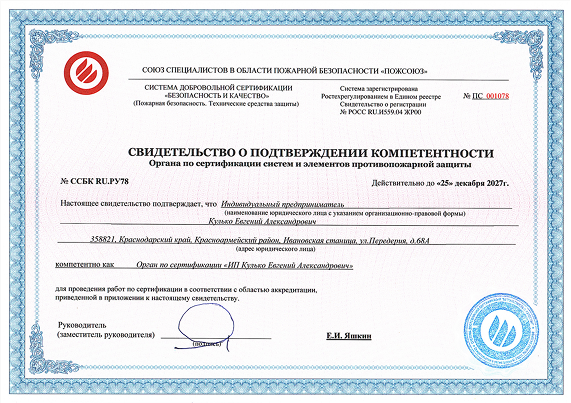 СОЮЗ СПЕЦИАЛИСТОВ В ОБЛАСТИ ПОЖАРНОЙ БЕЗОПАСНОСТИ «ПОЖСОЮЗ»
СИСТЕМА ДОБРОВОЛЬНОЙ СЕРТИФИКАЦИИ
«БЕЗОПАСНОСТЬ И КАЧЕСТВО»
(Пожарная безопасность. Технические средства защиты)
Система зарегистрирована
Ростехрегулированием в Едином реестре
Свидетельство о регистрации
№ РОСС RU.И559.04 ЖР00
№ ПС 001078
СВИДЕТЕЛЬСТВО О ПОДТВЕРЖДЕНИИ КОМПЕТЕНТНОСТИ
Органа по сертификации систем и элементов противопожарной защиты
№ ССБК RU.РУ78
Действительно до «25» декабря 2027г.
Настоящее свидетельство подтверждает, что Индивидуальный предприниматель
(наименование юридического лица с указанием организационно-правовой формы)
Кулько Евгений Александрович
358821, Краснодарский край, Красноармейский район, Ивановская станица, ул.Передерия, д.68А
(адрес юридического лица)
компетентно как Орган по сертификации «ИП Кулько Евгений Александрович»
для проведения работ по сертификации в соответствии с областью аккредитации,
приведенной в приложении к настоящему свидетельству.
Руководитель
(заместитель руководителя)
(подпись)
Е.И. Яшкин